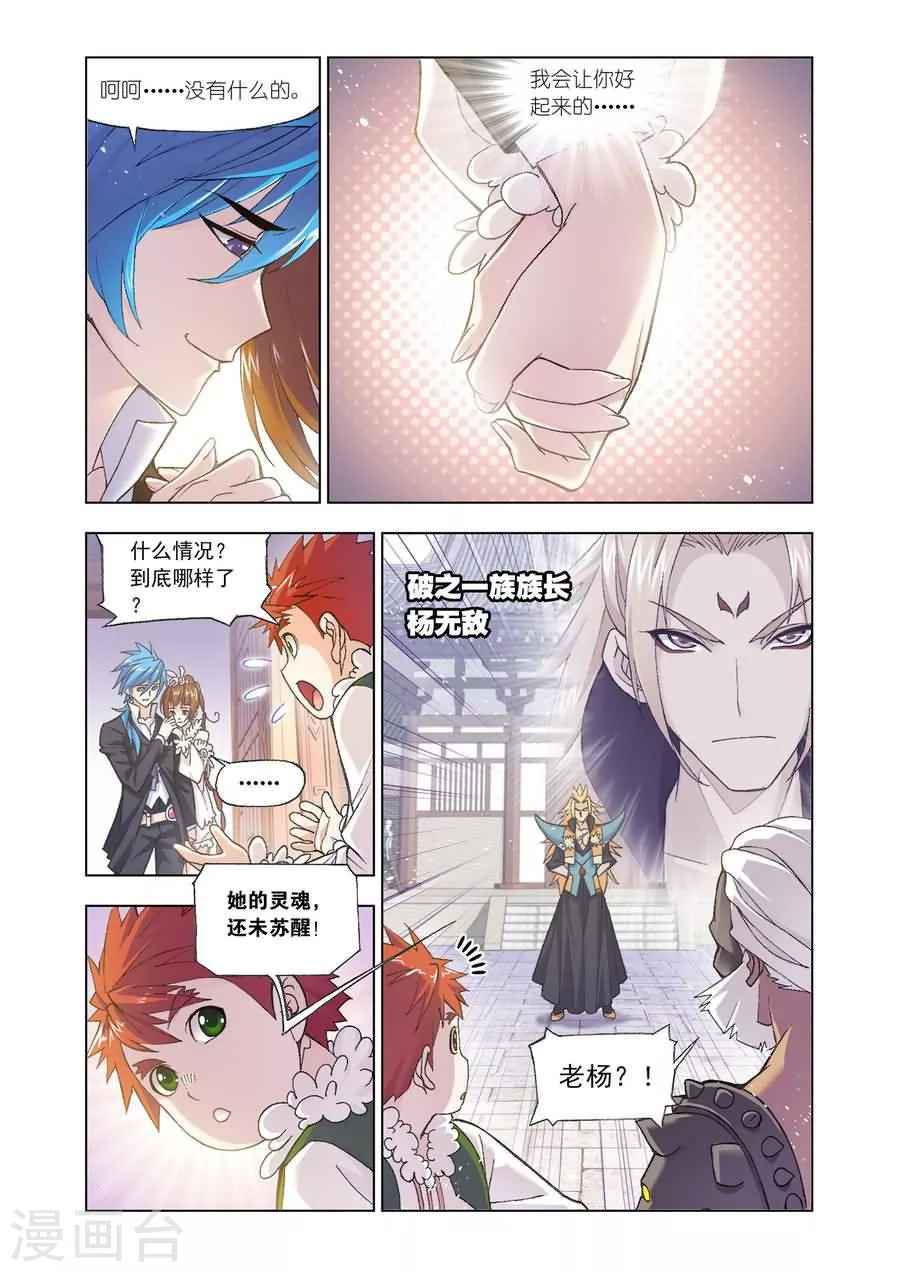 呵呵……没有什么的。
我会让你好
起来的……
什么情况？
到底哪样了
？
……
她的灵魂，
还未苏醒！
破之一族族长
杨无敌
老杨？！
漫画台